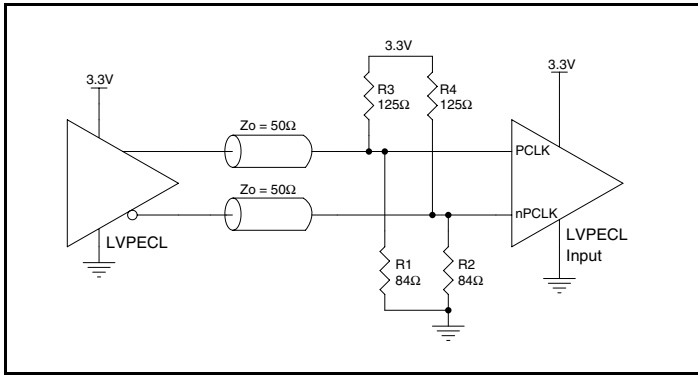 3.3V
3.3V
3.3V
R3
125Ω
R4
125Ω
Zo = 50Ω
PCLK
Zo = 50Ω
nPCLK
LVPECL
LVPECL
Input
R1
84Ω
R2
84Ω